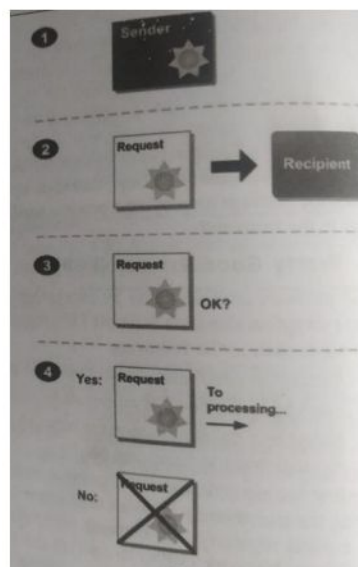 1
Sender
2
Request
Recipient
3
Request
OK?
4
Yes:
Request
To
processing...
No:
Request